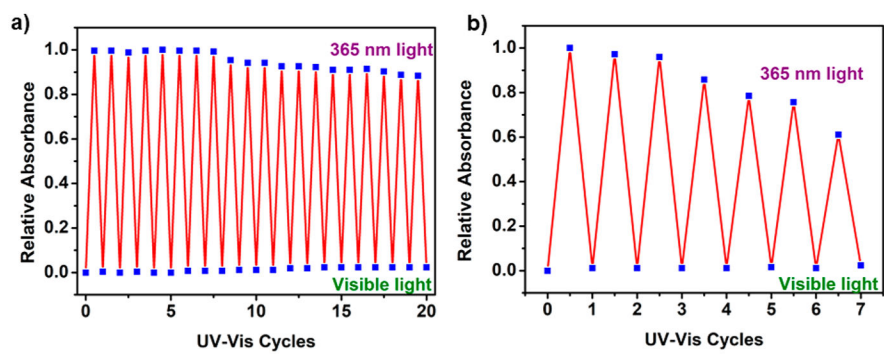 a)
1.0
0.8
0.6
0.4
0.2
0.0
Relative Absorbance
365 nm light
Visible light
0
5
10
15
20
UV-Vis Cycles
b)
1.0
0.8
0.6
0.4
0.2
0.0
Relative Absorbance
365 nm light
Visible light
0
1
2
3
4
5
6
7
UV-Vis Cycles